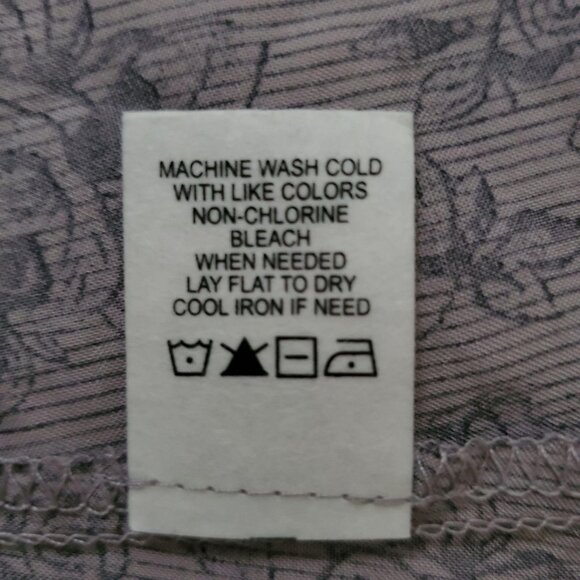 MACHINE WASH COLD
WITH LIKE COLORS
NON-CHLORINE
BLEACH
WHEN NEEDED
LAY FLAT TO DRY
COOL IRON IF NEED